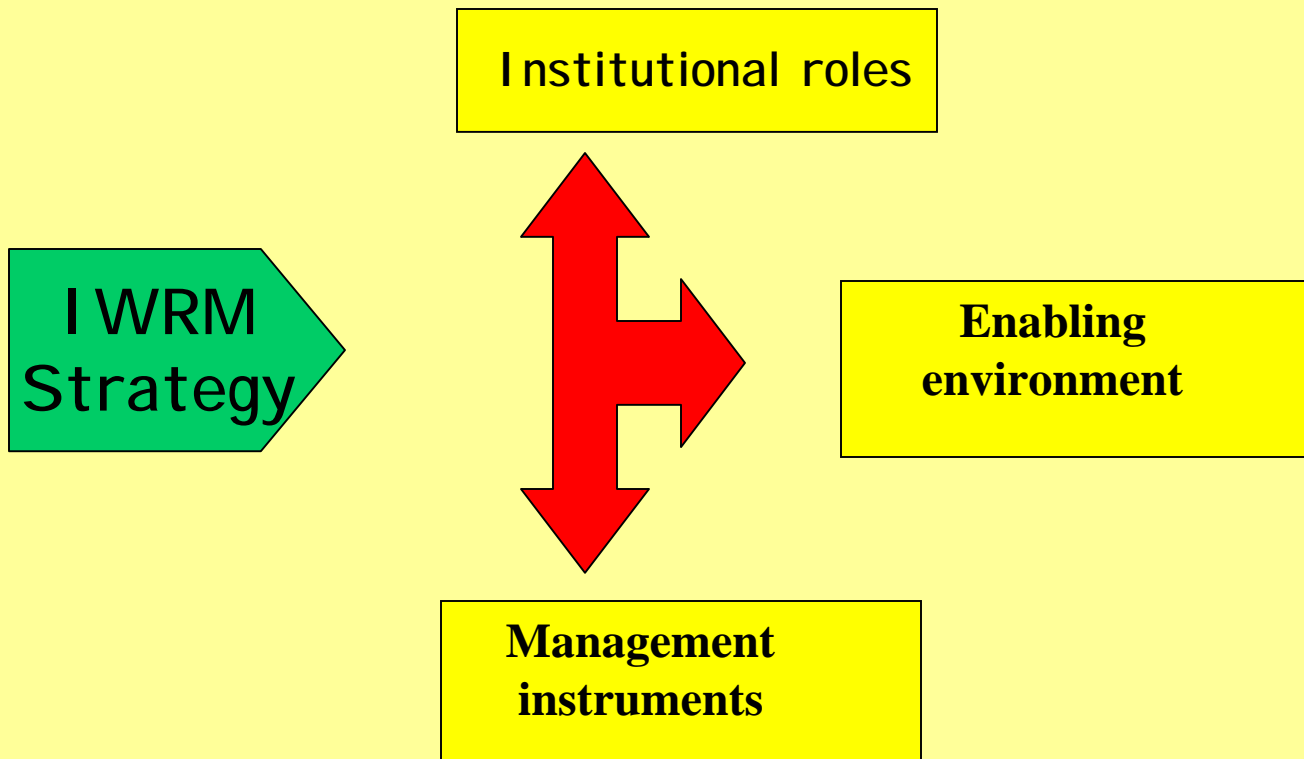 Institutional roles
IWRM
Strategy
Enabling
environment
Management
instruments